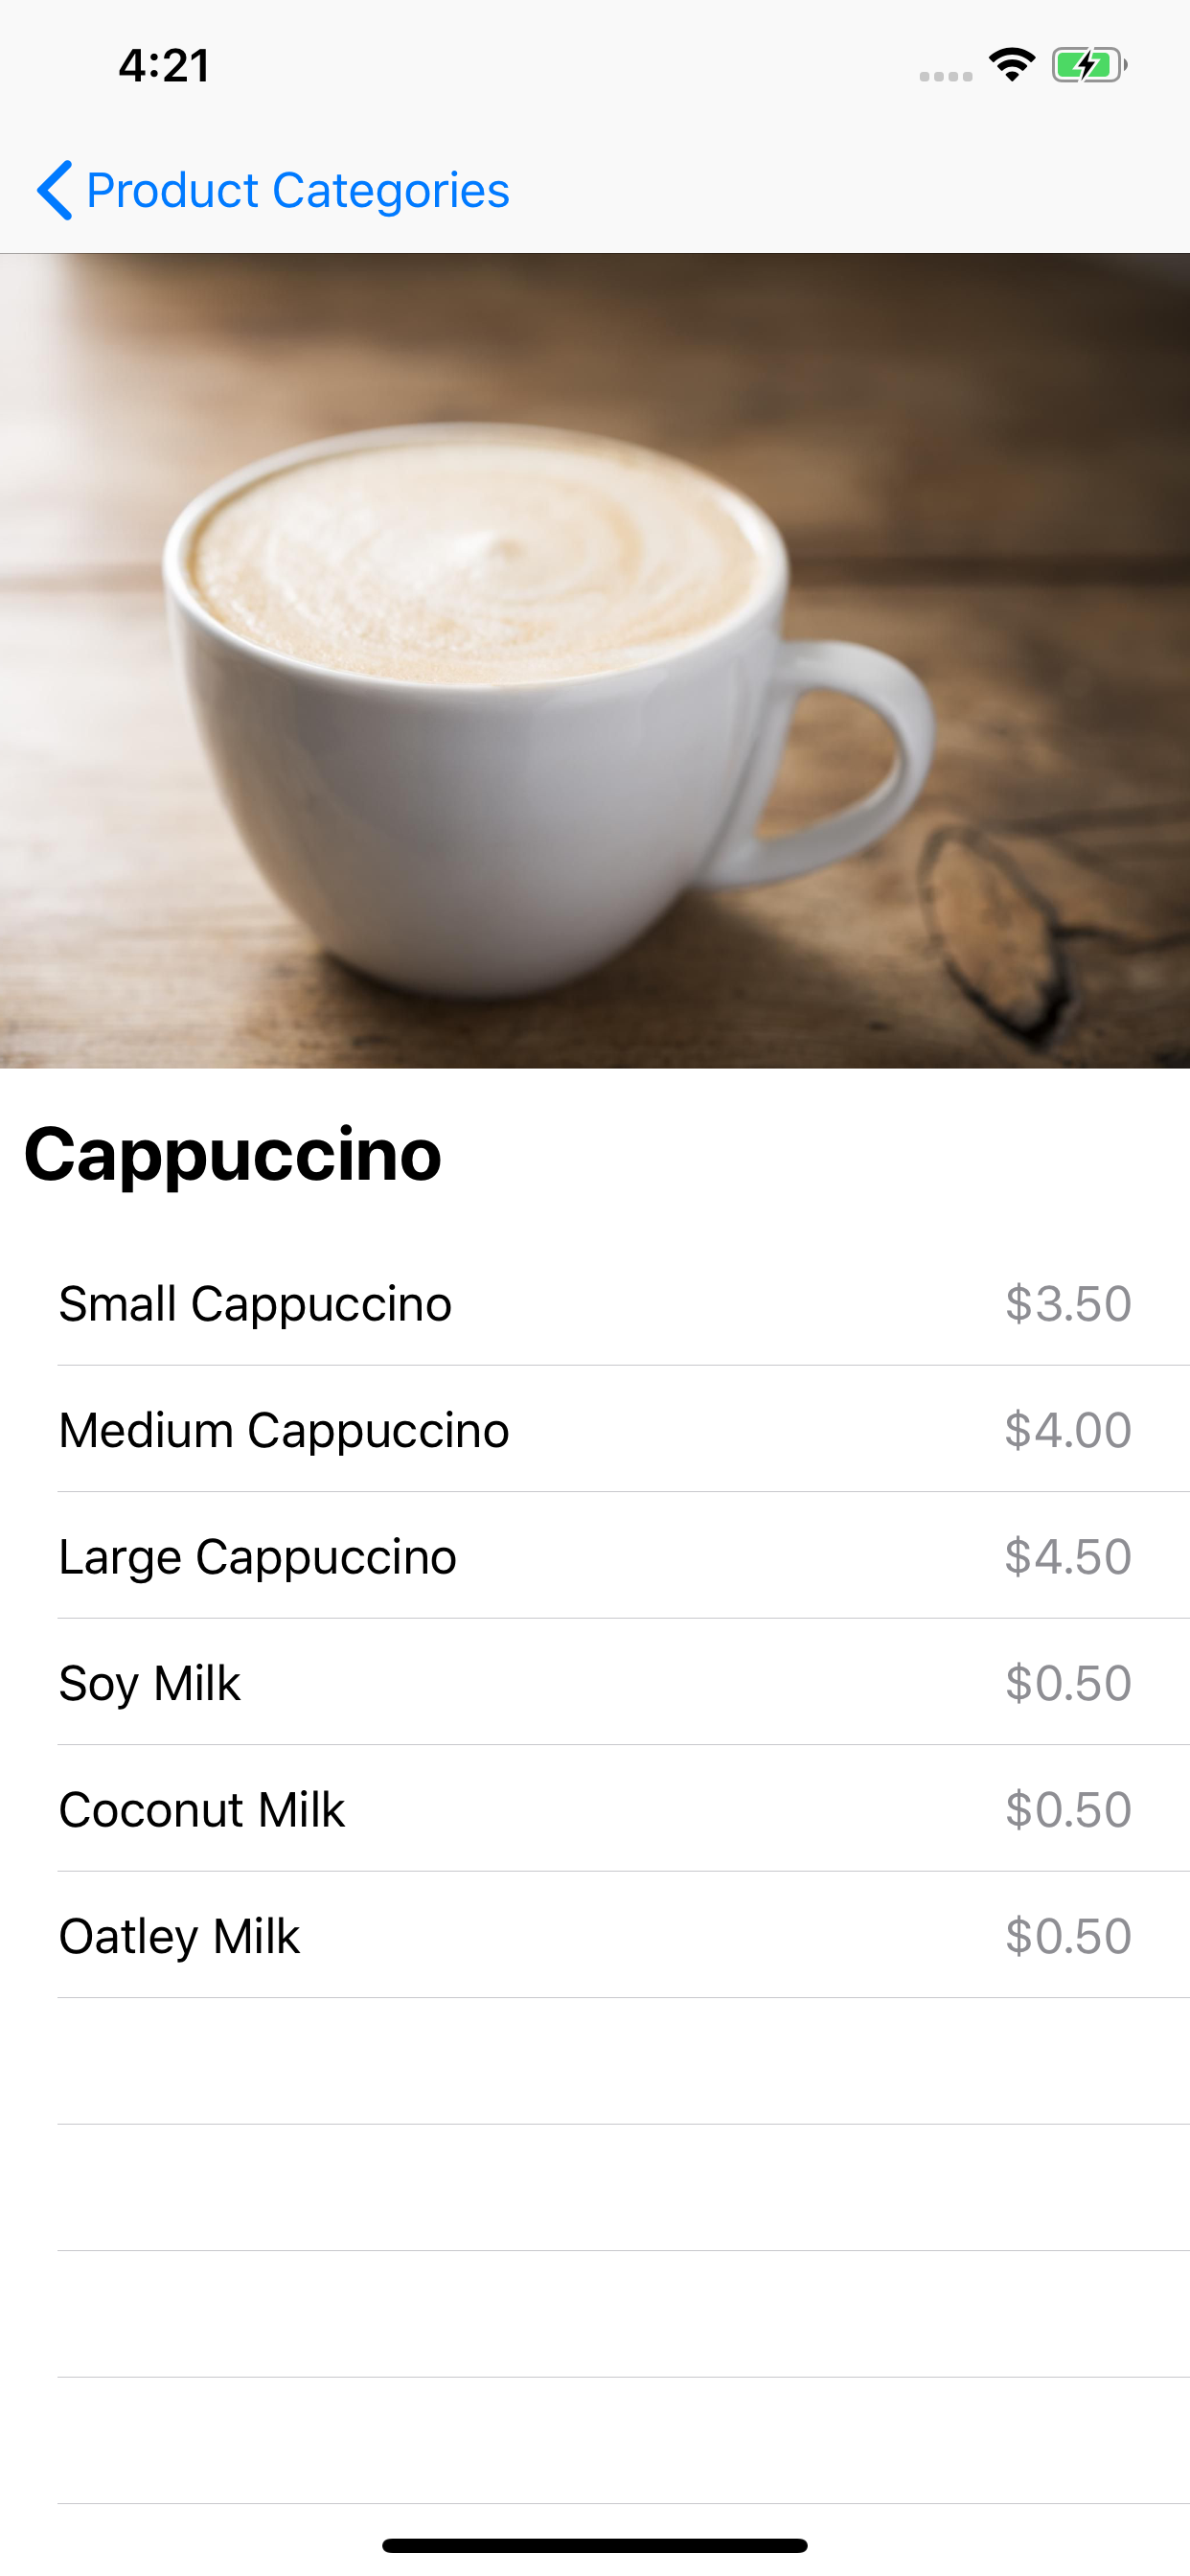 4:21
Product Categories
Cappuccino
Small Cappuccino $3.50
Medium Cappuccino $4.00
Large Cappuccino $4.50
Soy Milk $0.50
Coconut Milk $0.50
Oatley Milk $0.50